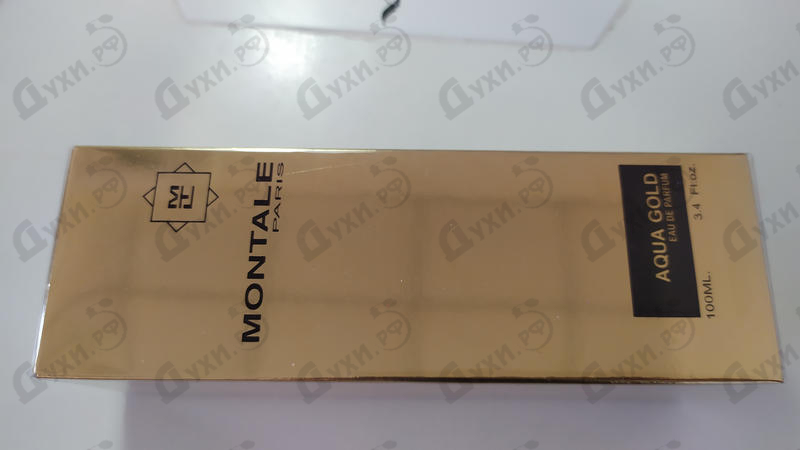 MONTALE
PARIS
AQUA GOLD
EAU DE PARFUM
100ML.
3.4 Fl.oz.
Духи.рф